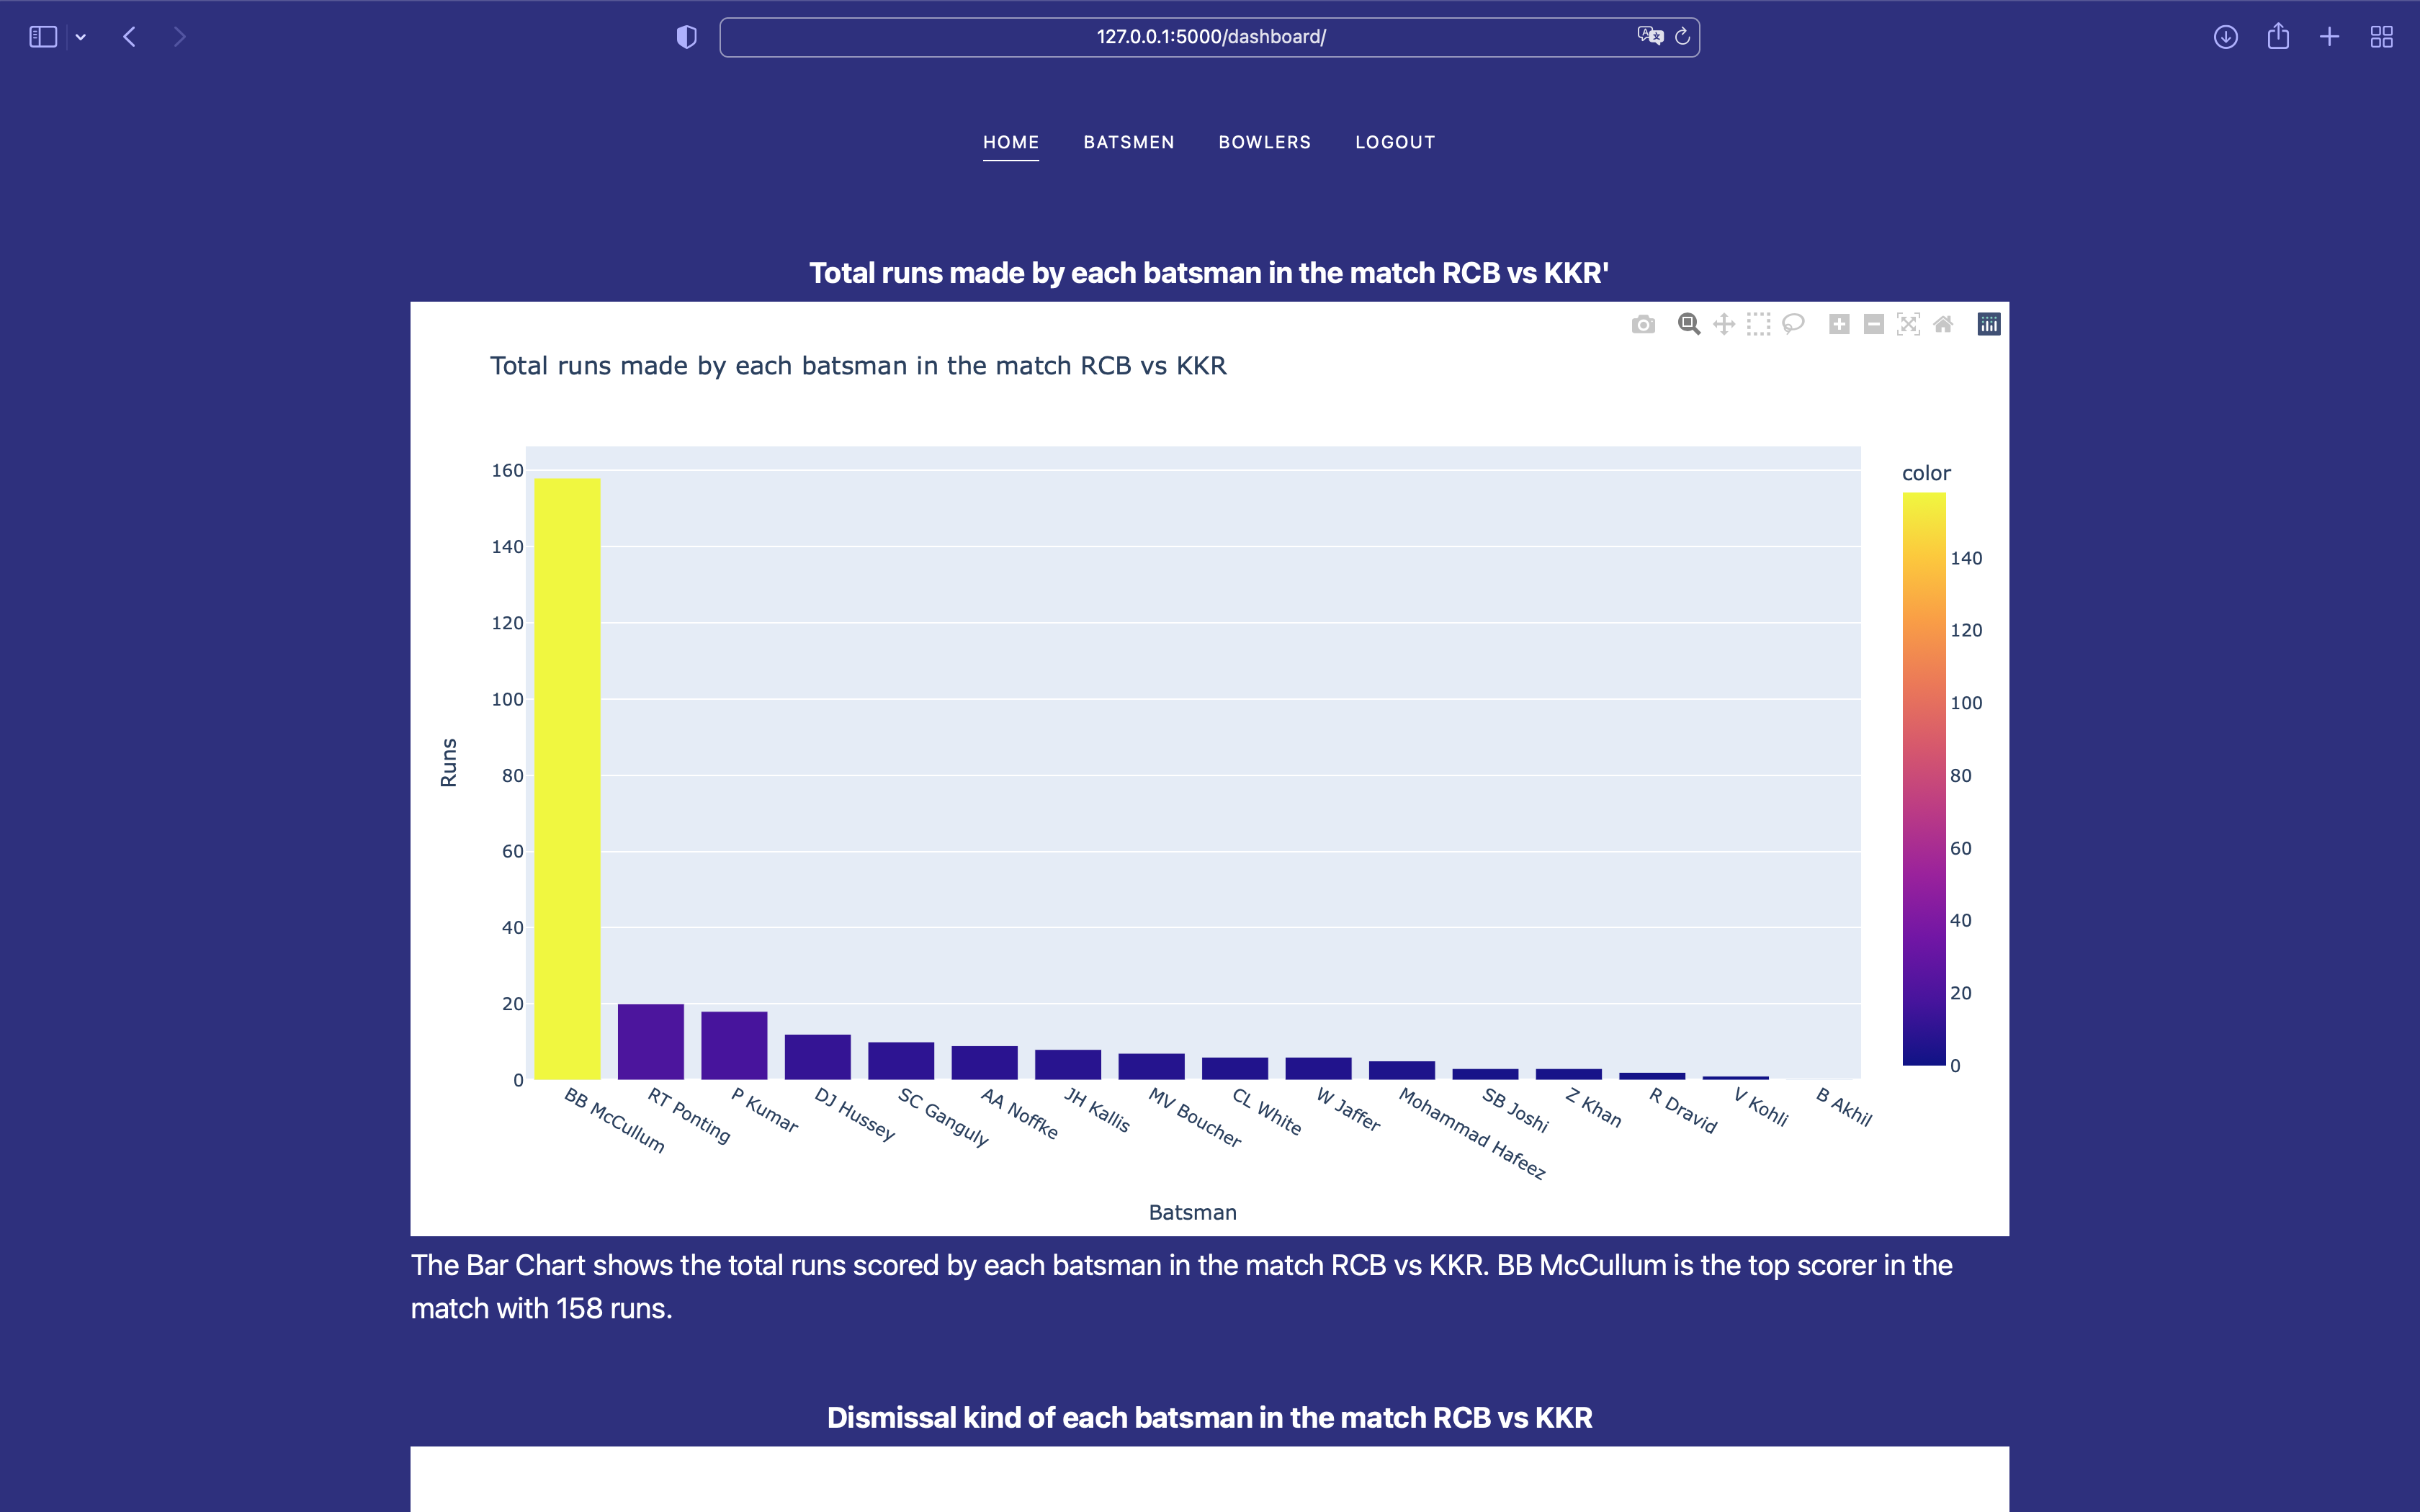 127.0.0.1:5000/dashboard/
HOME BATSMEN BOWLERS LOGOUT
Total runs made by each batsman in the match RCB vs KKR'
Total runs made by each batsman in the match RCB vs KKR
160
140
120
100
80
60
40
20
0
Runs
BB McCullum
RT Ponting
P Kumar
DJ Hussey
SC Ganguly
AA Noffke
JH Kallis
MV Boucher
CL White
W Jaffer
Mohammad Hafeez
SB Joshi
Z Khan
R Dravid
V Kohli
B Akhil
Batsman
color
140
120
100
80
60
40
20
0
The Bar Chart shows the total runs scored by each batsman in the match RCB vs KKR. BB McCullum is the top scorer in the
match with 158 runs.
Dismissal kind of each batsman in the match RCB vs KKR